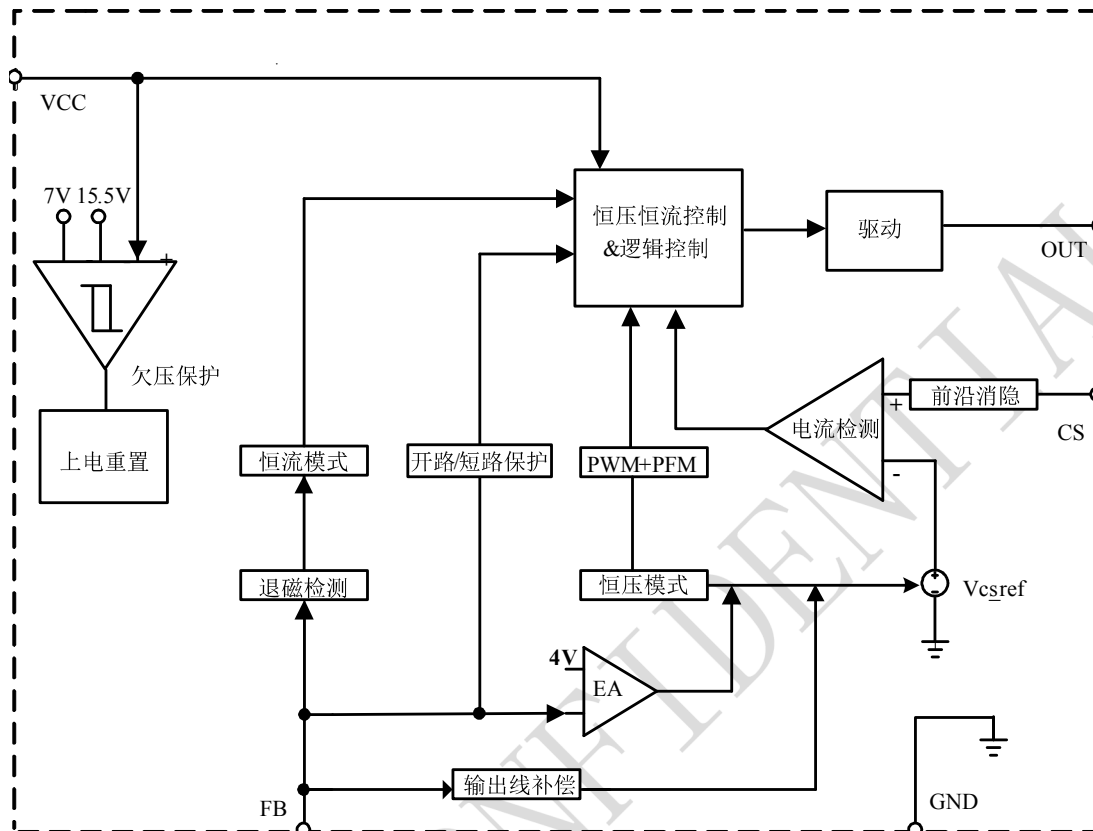 VCC
7V 15.5V
+
欠压保护
上电重置
恒压恒流控制
&逻辑控制
驱动
OUT
前沿消隐
CS
+
电流检测
-
恒流模式
开路/短路保护
PWM+PFM
退磁检测
恒压模式
+
-
Vcsref
4V
EA
输出线补偿
FB
GND
NFIDENTIAL